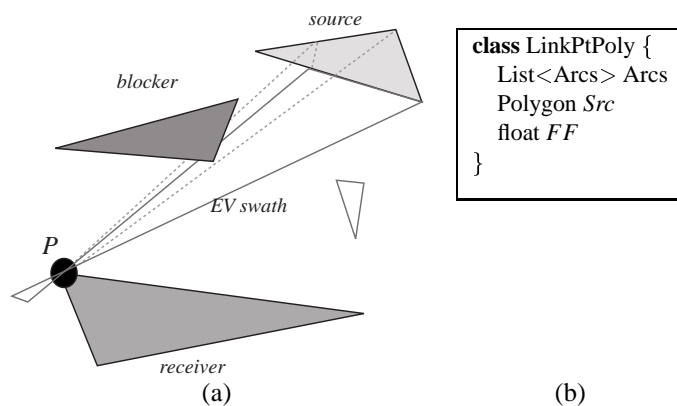 source
blocker
EV swath
P
receiver
(a)
class LinkPtPoly {
List<Arcs> Arcs
Polygon Src
float FF
}
(b)